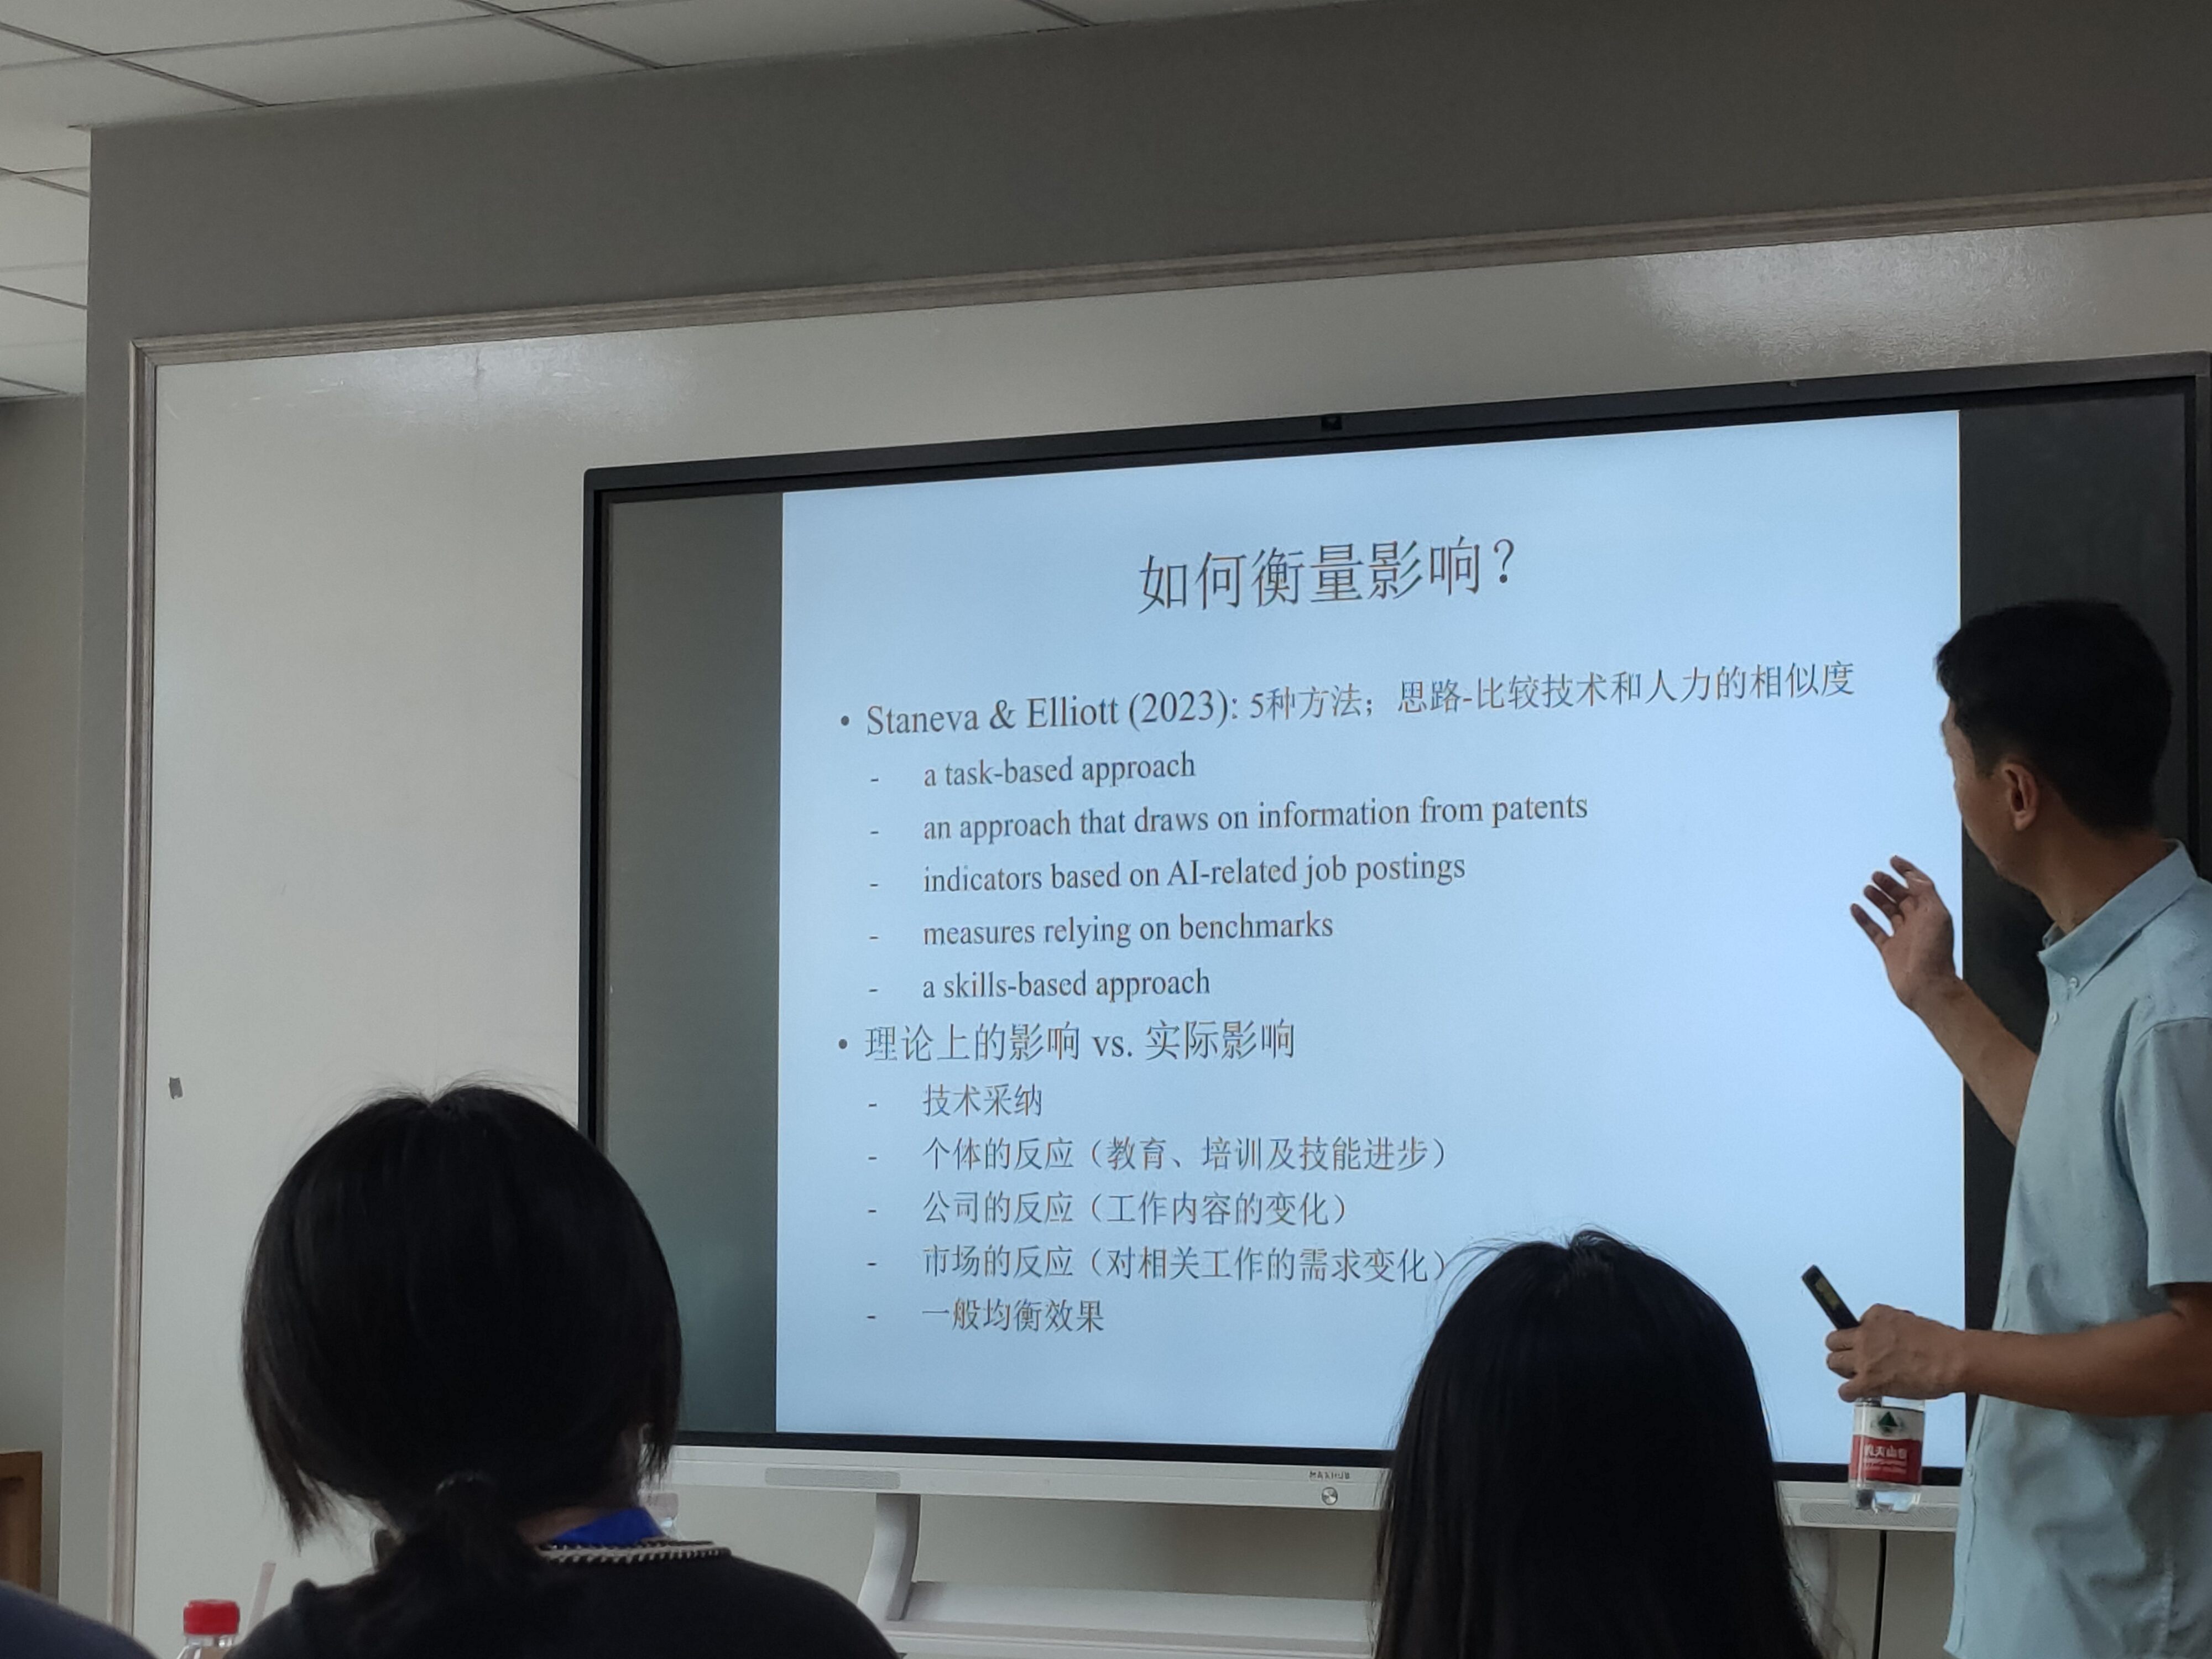 如何衡量影响？
• Staneva & Elliott (2023): 5种方法；思路-比较技术和人力的相似度
- a task-based approach
- an approach that draws on information from patents
- indicators based on AI-related job postings
- measures relying on benchmarks
- a skills-based approach
• 理论上的影响 vs. 实际影响
- 技术采纳
- 个体的反应（教育、培训及技能进步）
- 公司的反应（工作内容的变化）
- 市场的反应（对相关工作的需求变化）
- 一般均衡效果
MAXHUB